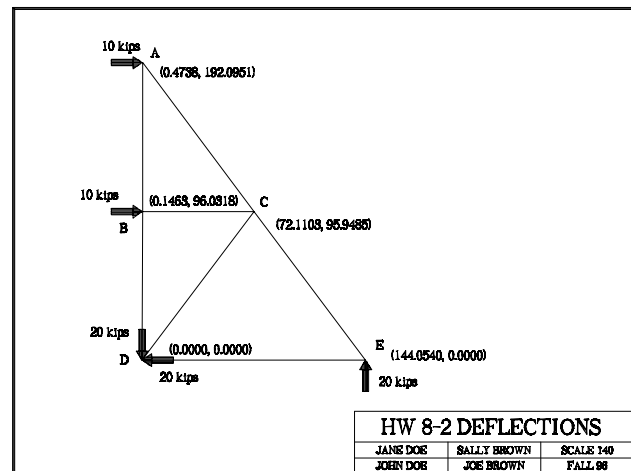 10 kips
A
(0.4736, 192.0951)
10 kips
(0.1463, 96.0318)
C
B
(72.1103, 95.9485)
20 kips
(0.0000, 0.0000)
E
D
(144.0540, 0.0000)
20 kips
20 kips
HW 8-2 DEFLECTIONS
JANE DOE SALLY BROWN SCALE 1:40
JOHN DOE JOE BROWN FALL 96